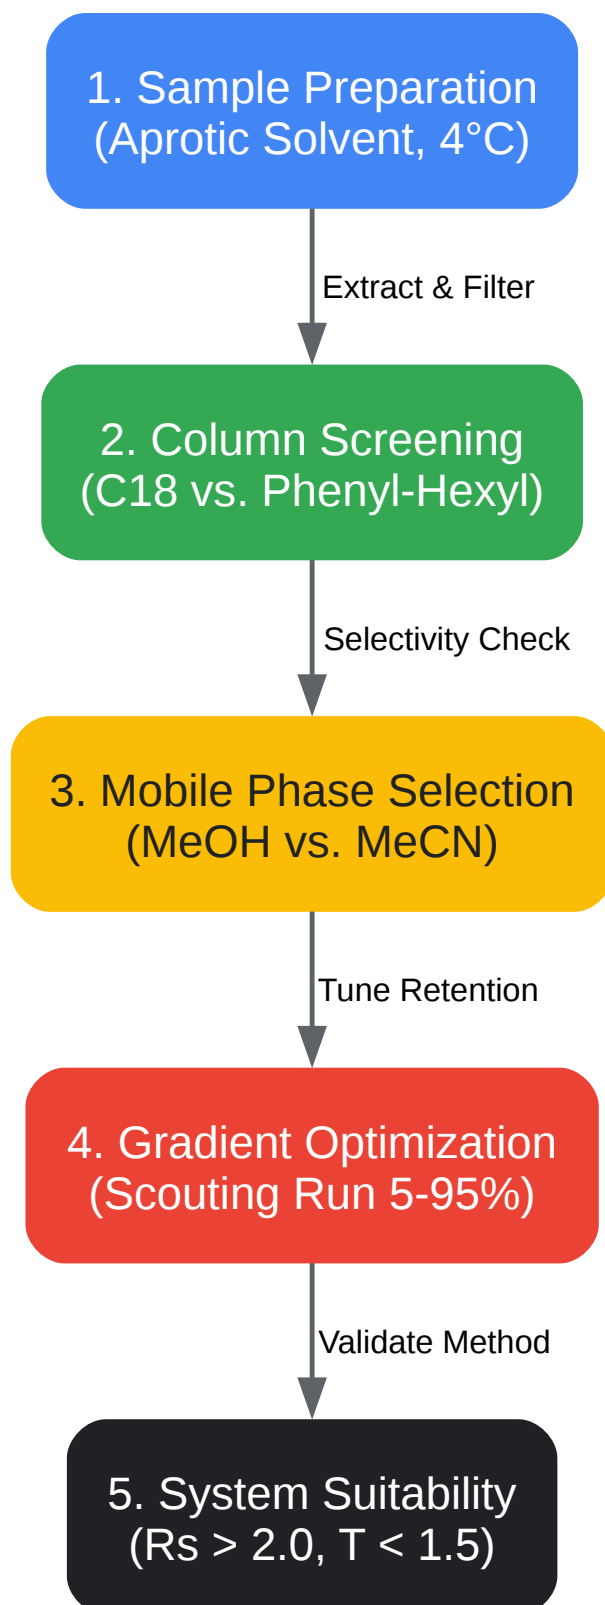 1. Sample Preparation
(Aprotic Solvent, 4°C)
Extract & Filter
2. Column Screening
(C18 vs. Phenyl-Hexyl)
Selectivity Check
3. Mobile Phase Selection
(MeOH vs. MeCN)
Tune Retention
4. Gradient Optimization
(Scouting Run 5-95%)
Validate Method
5. System Suitability
(Rs > 2.0, T < 1.5)